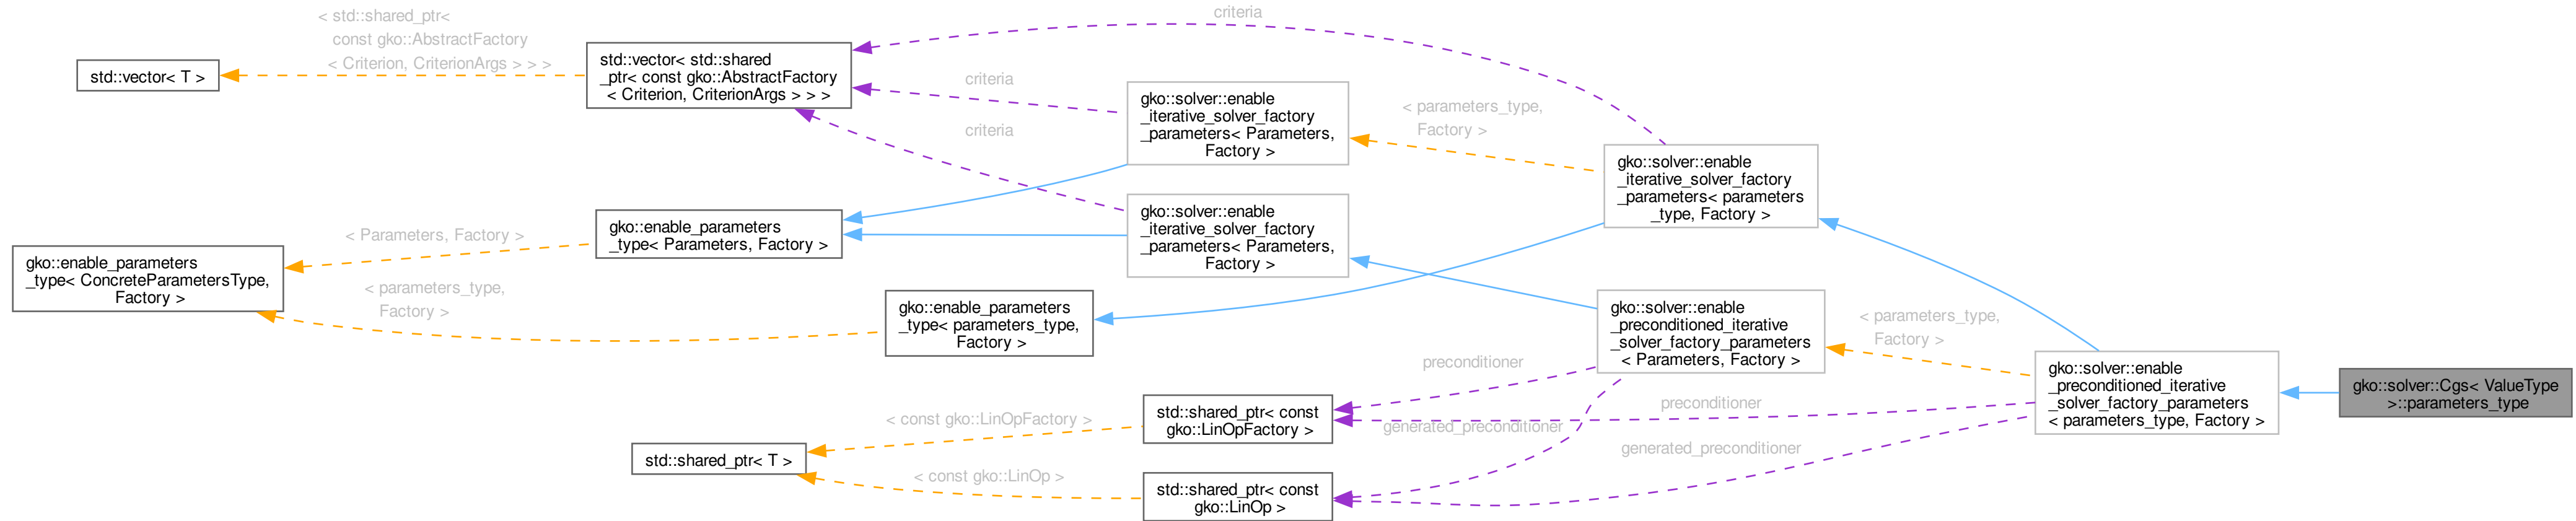 std::vector< T >
< std::shared_ptr<
const gko::AbstractFactory
< Criterion, CriterionArgs > > >
std::vector< std::shared
_ptr< const gko::AbstractFactory
< Criterion, CriterionArgs > > >
criteria
criteria
criteria
gko::solver::enable
_iterative_solver_factory
_parameters< Parameters,
Factory >
< parameters_type,
Factory >
gko::solver::enable
_iterative_solver_factory
_parameters< parameters
_type, Factory >
gko::enable_parameters
_type< ConcreteParametersType,
Factory >
< Parameters, Factory >
gko::enable_parameters
_type< Parameters, Factory >
gko::solver::enable
_iterative_solver_factory
_parameters< Parameters,
Factory >
< parameters_type,
Factory >
gko::enable_parameters
_type< parameters_type,
Factory >
gko::solver::enable
_preconditioned_iterative
_solver_factory_parameters
< Parameters, Factory >
< parameters_type,
Factory >
gko::solver::enable
_preconditioned_iterative
_solver_factory_parameters
< parameters_type, Factory >
gko::solver::Cgs< ValueType
>::parameters_type
preconditioner
preconditioner
generated_preconditioner
generated_preconditioner
std::shared_ptr< T >
< const gko::LinOpFactory >
std::shared_ptr< const
gko::LinOpFactory >
< const gko::LinOp >
std::shared_ptr< const
gko::LinOp >